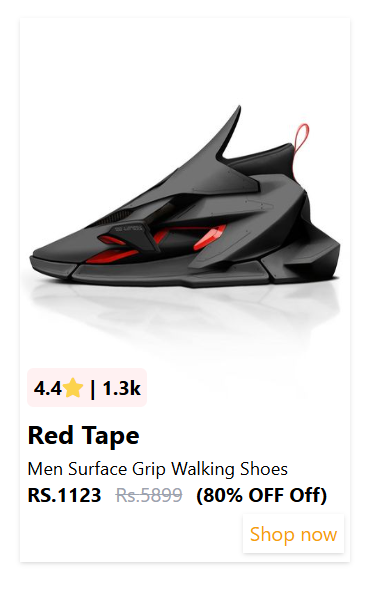 4.4⭐ | 1.3k
Red Tape
Men Surface Grip Walking Shoes
RS.1123 Rs.5899 (80% OFF Off)
Shop now